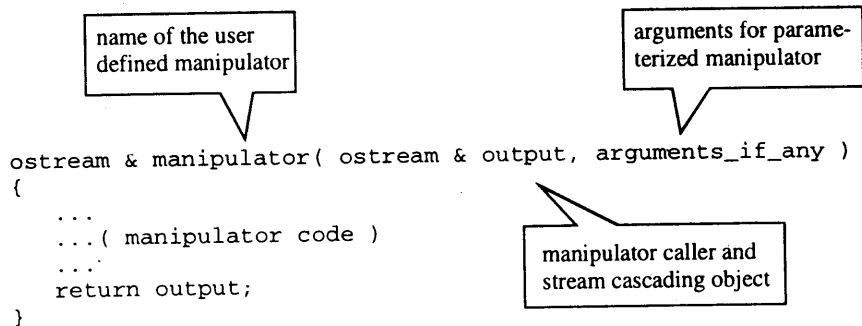 name of the user
defined manipulator
arguments for parame-
terized manipulator
ostream & manipulator( ostream & output, arguments_if_any )
{
...
...( manipulator code )
...
return output;
}
manipulator caller and
stream cascading object